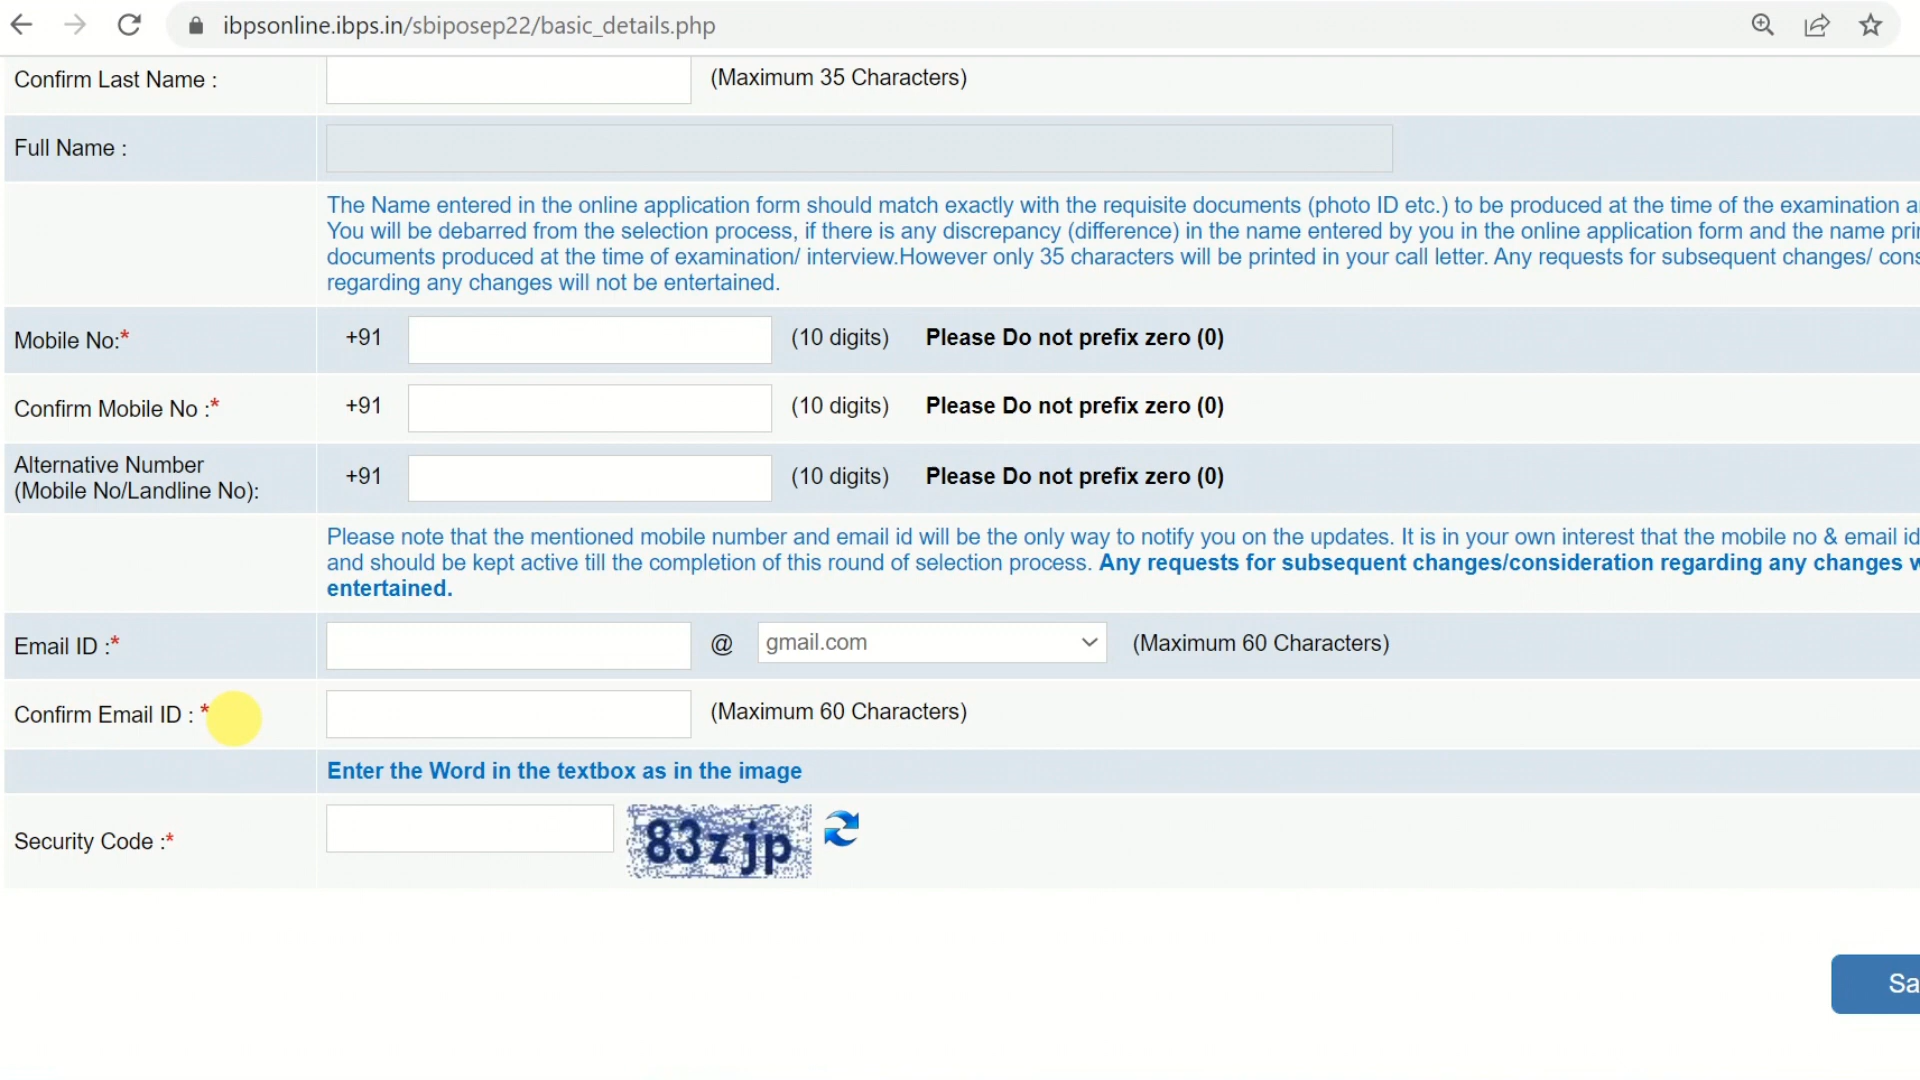 ibpsonline.ibps.in/sbiposep22/basic_details.php
Confirm Last Name : (Maximum 35 Characters)
Full Name :
The Name entered in the online application form should match exactly with the requisite documents (photo ID etc.) to be produced at the time of the examination
You will be debarred from the selection process, if there is any discrepancy (difference) in the name entered by you in the online application form and the name
documents produced at the time of examination/ interview.However only 35 characters will be printed in your call letter. Any requests for subsequent changes/
regarding any changes will not be entertained.
Mobile No:* +91 (10 digits) Please Do not prefix zero (0)
Confirm Mobile No :* +91 (10 digits) Please Do not prefix zero (0)
Alternative Number
(Mobile No/Landline No): +91 (10 digits) Please Do not prefix zero (0)
Please note that the mentioned mobile number and email id will be the only way to notify you on the updates. It is in your own interest that the mobile no & email id
and should be kept active till the completion of this round of selection process. Any requests for subsequent changes/consideration regarding any changes
entertained.
Email ID :* @ gmail.com (Maximum 60 Characters)
Confirm Email ID : * (Maximum 60 Characters)
Enter the Word in the textbox as in the image
Security Code :* 83zjp